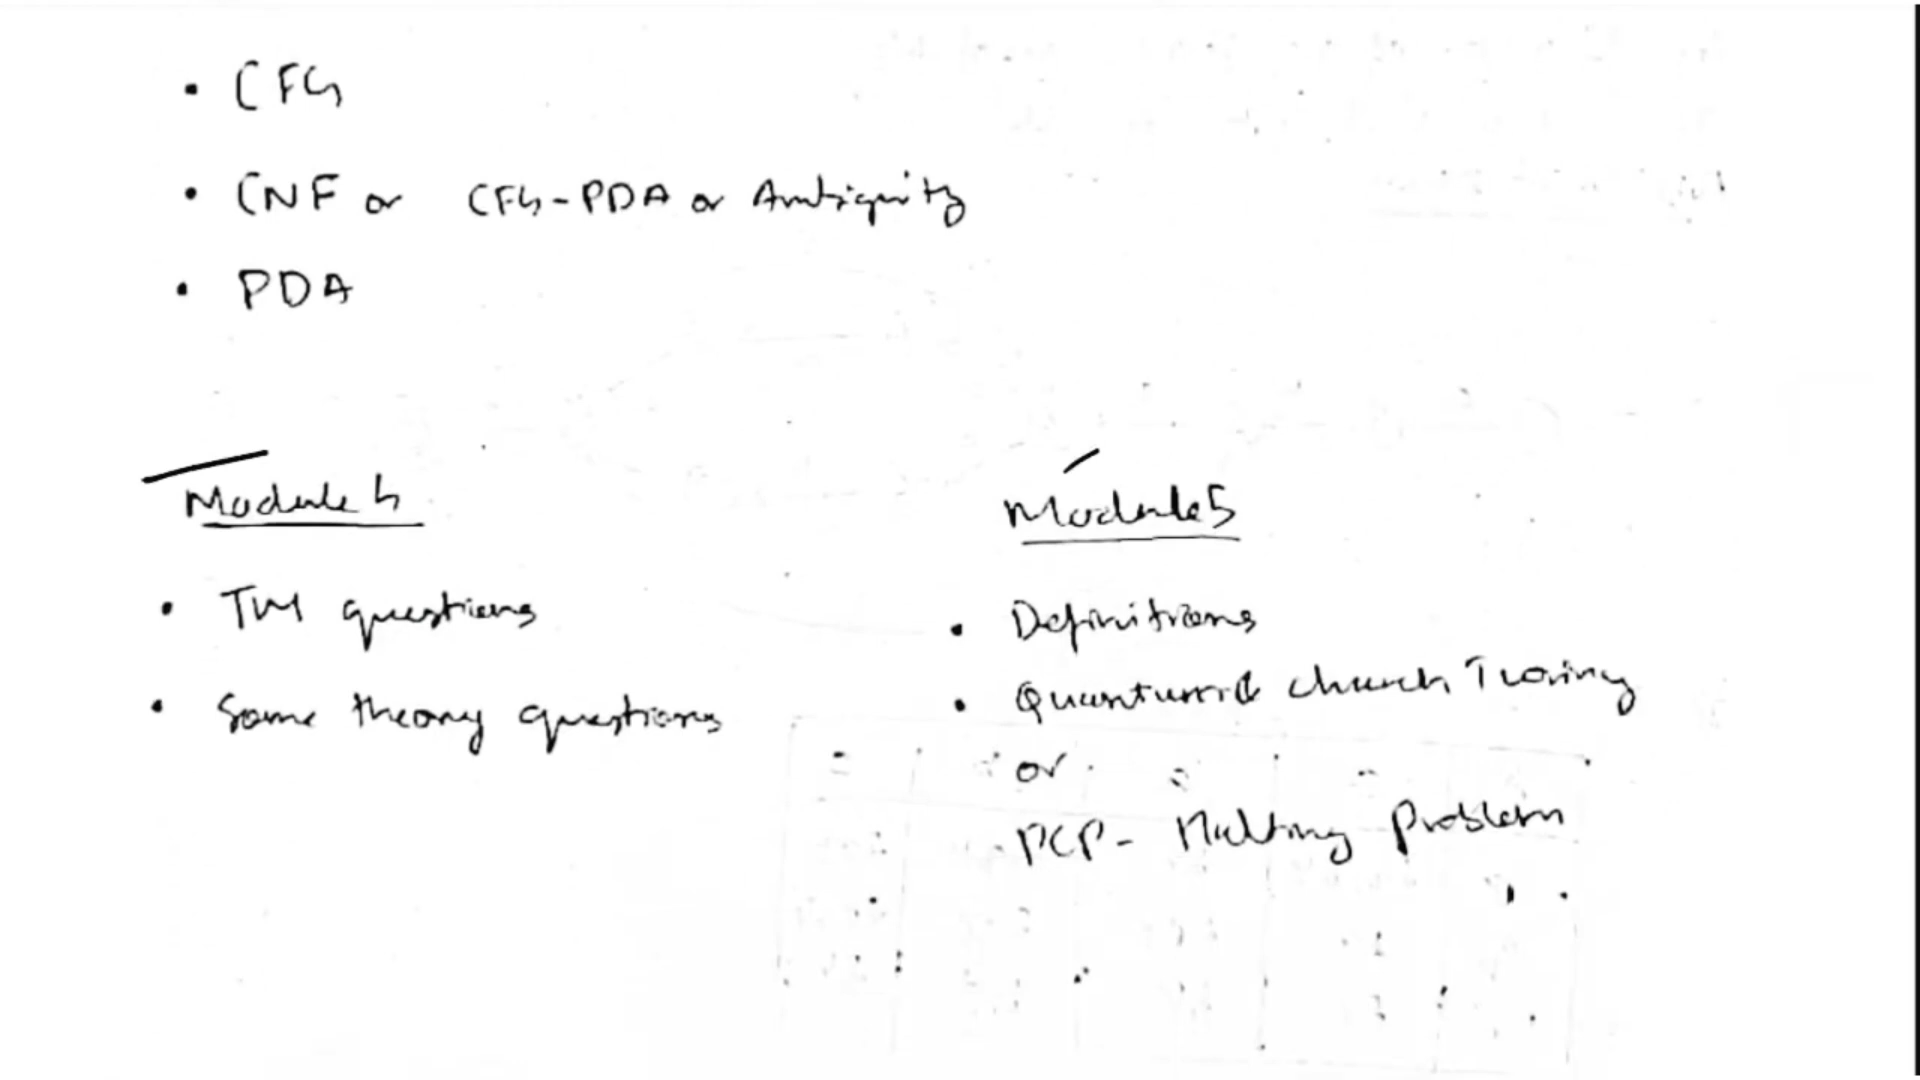 • CFG
• CNF or CFG-PDA or Ambiguity
• PDA
Module 4
• TM questions
• Some theory questions
Module 5
• Definitions
• Quantum & church Turing
or
PCP - Halting Problem